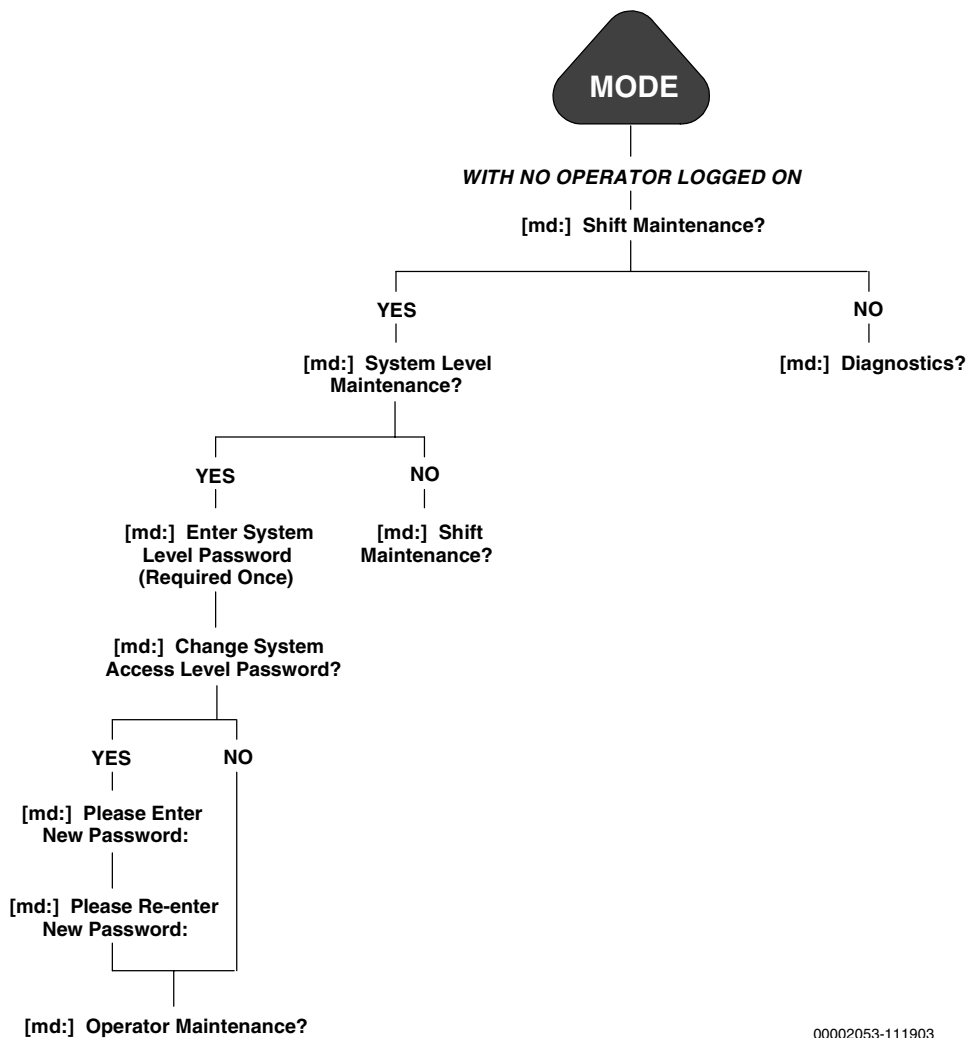 MODE
WITH NO OPERATOR LOGGED ON
[md:] Shift Maintenance?
YES
NO
[md:] System Level
Maintenance?
[md:] Diagnostics?
YES
NO
[md:] Enter System
Level Password
(Required Once)
[md:] Shift
Maintenance?
[md:] Change System
Access Level Password?
YES
NO
[md:] Please Enter
New Password:
[md:] Please Re-enter
New Password:
[md:] Operator Maintenance?
00002053-111903